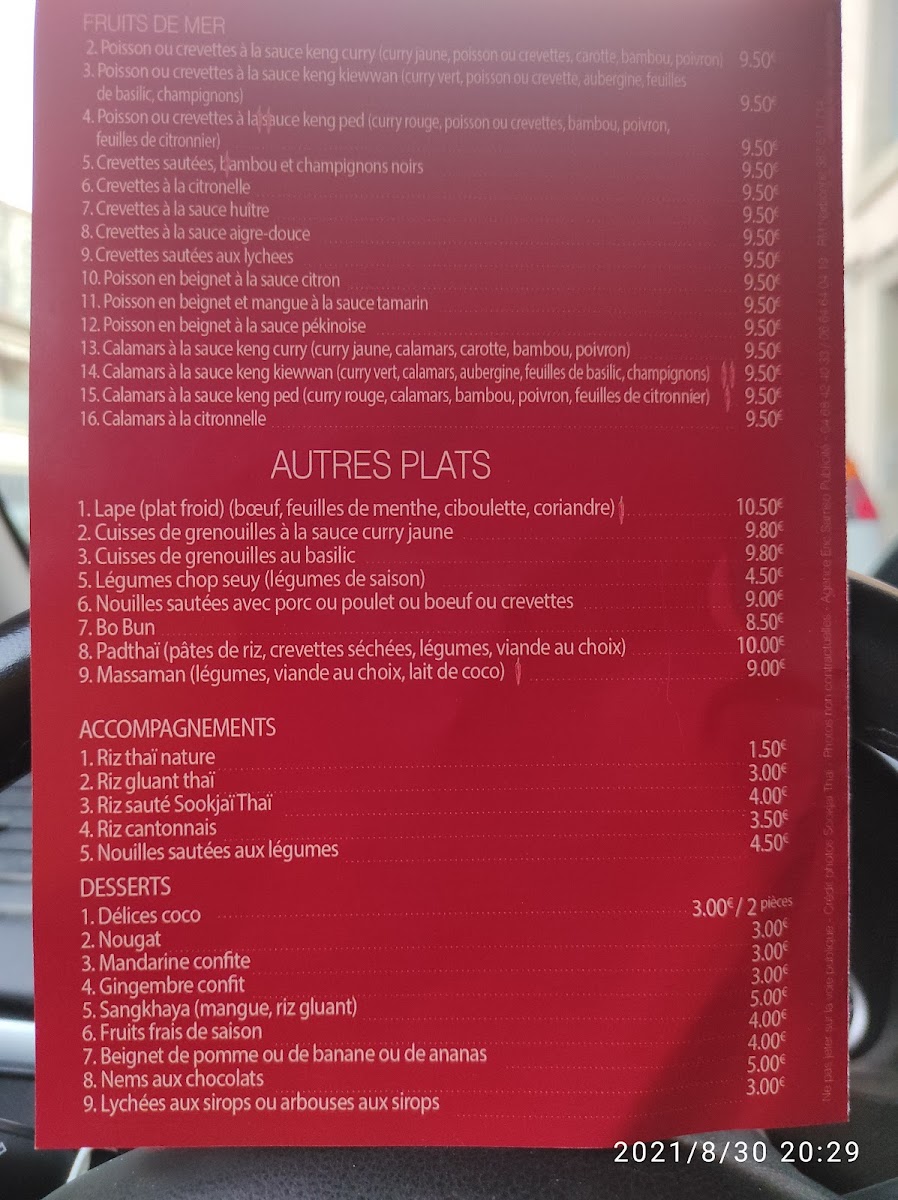 FRUITS DE MER
2. Poisson ou crevettes à la sauce keng curry (curry jaune, poisson ou crevettes, carotte, bambou, poivron) 9.50€
3. Poisson ou crevettes à la sauce keng kiewwan (curry vert, poisson ou crevette, aubergine, feuilles
de basilic, champignons) 9.50€
4. Poisson ou crevettes à la sauce keng ped (curry rouge, poisson ou crevettes, bambou, poivron,
feuilles de citronnier) 9.50€
5. Crevettes sautées, bambou et champignons noirs 9.50€
6. Crevettes à la citronelle 9.50€
7. Crevettes à la sauce huître 9.50€
8. Crevettes à la sauce aigre-douce 9.50€
9. Crevettes sautées aux lychees 9.50€
10. Poisson en beignet à la sauce citron 9.50€
11. Poisson en beignet et mangue à la sauce tamarin 9.50€
12. Poisson en beignet à la sauce pékinoise 9.50€
13. Calamars à la sauce keng curry (curry jaune, calamars, carotte, bambou, poivron) 9.50€
14. Calamars à la sauce keng kiewwan (curry vert, calamars, aubergine, feuilles de basilic, champignons) 9.50€
15. Calamars à la sauce keng ped (curry rouge, calamars, bambou, poivron, feuilles de citronnier) 9.50€
16. Calamars à la citronnelle 9.50€
AUTRES PLATS
1. Lape (plat froid) (bœuf, feuilles de menthe, ciboulette, coriandre) 10.50€
2. Cuisses de grenouilles à la sauce curry jaune 9.80€
3. Cuisses de grenouilles au basilic 9.80€
5. Légumes chop seuy (légumes de saison) 4.50€
6. Nouilles sautées avec porc ou poulet ou boeuf ou crevettes 9.00€
7. Bo Bun 8.50€
8. Padthaï (pâtes de riz, crevettes séchées, légumes, viande au choix) 10.00€
9. Massaman (légumes, viande au choix, lait de coco) 9.00€
ACCOMPAGNEMENTS
1. Riz thaï nature 1.50€
2. Riz gluant thaï 3.00€
3. Riz sauté Sookjaï Thaï 4.00€
4. Riz cantonnais 3.50€
5. Nouilles sautées aux légumes 4.50€
DESSERTS
1. Délices coco 3.00€ / 2 pièces
2. Nougat 3.00€
3. Mandarine confite 3.00€
4. Gingembre confit 3.00€
5. Sangkhaya (mangue, riz gluant) 5.00€
6. Fruits frais de saison 4.00€
7. Beignet de pomme ou de banane ou de ananas 4.00€
8. Nems aux chocolats 5.00€
9. Lychées aux sirops ou arbouses aux sirops 3.00€
Ne pas jeter sur la voie publique - Crédit photos Sookjai Thaï - Photos non contractuelles - Agence Eric Barriso Publicité
2021/8/30 20:29